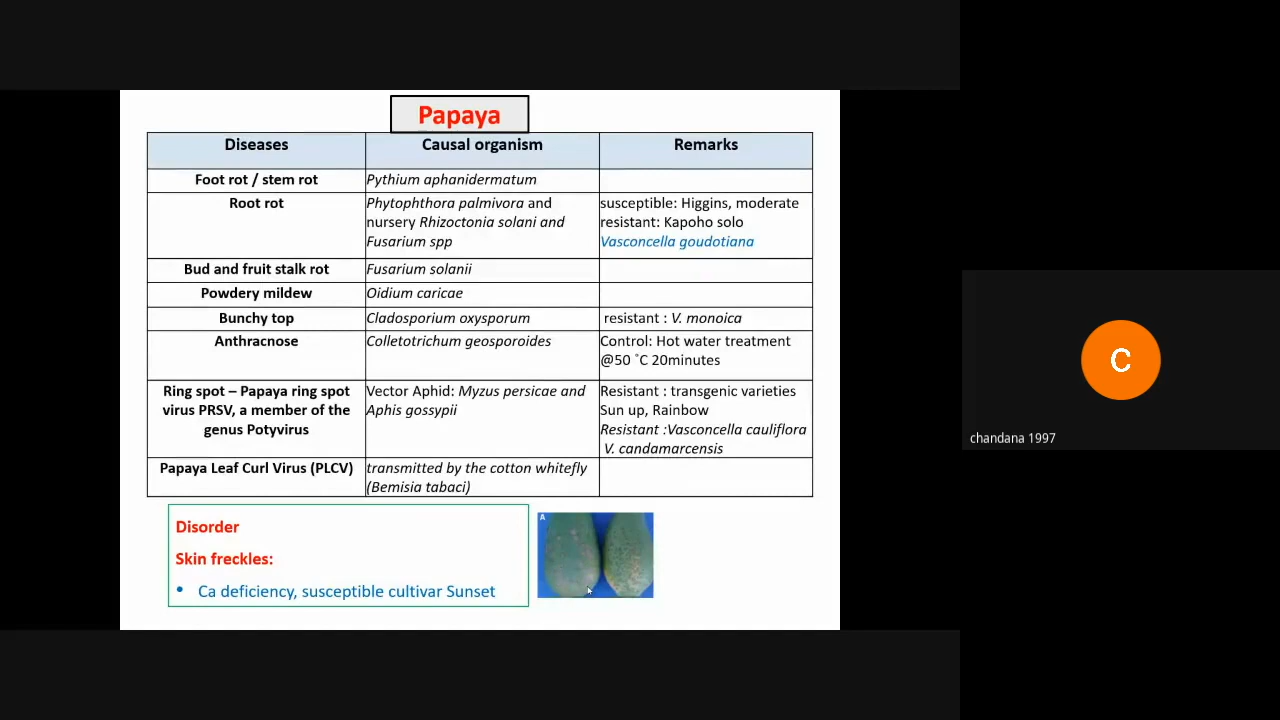 Papaya
Diseases
Causal organism
Remarks
Foot rot / stem rot
Pythium aphanidermatum
Root rot
Phytophthora palmivora and
nursery Rhizoctonia solani and
Fusarium spp
susceptible: Higgins, moderate
resistant: Kapoho solo
Vasconcella goudotiana
Bud and fruit stalk rot
Fusarium solanii
Powdery mildew
Oidium caricae
Bunchy top
Cladosporium oxysporum
resistant : V. monoica
Anthracnose
Colletotrichum geosporoides
Control: Hot water treatment
@50 ˚C 20minutes
Ring spot – Papaya ring spot
virus PRSV, a member of the
genus Potyvirus
Vector Aphid: Myzus persicae and
Aphis gossypii
Resistant : transgenic varieties
Sun up, Rainbow
Resistant :Vasconcella cauliflora
V. candamarcensis
Papaya Leaf Curl Virus (PLCV)
transmitted by the cotton whitefly
(Bemisia tabaci)
Disorder
Skin freckles:
• Ca deficiency, susceptible cultivar Sunset
A
C
chandana 1997